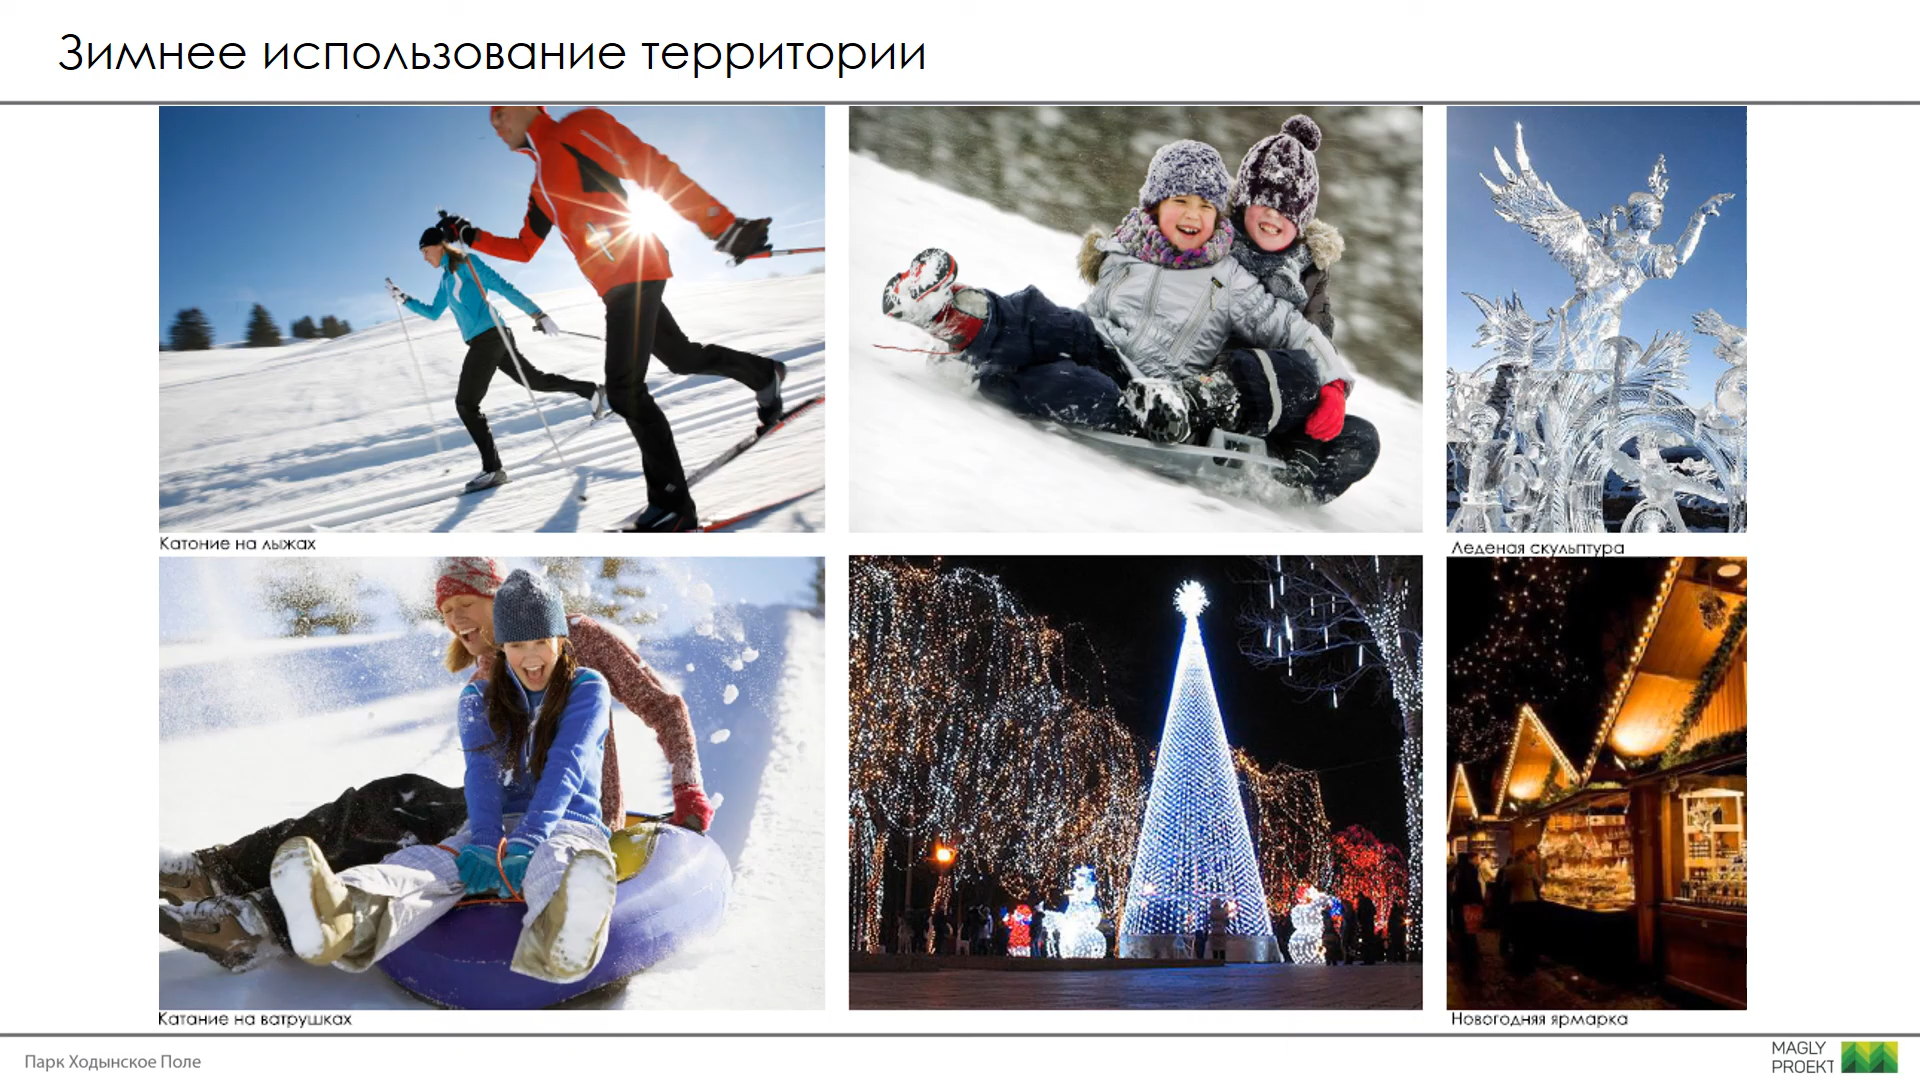 Зимнее использование территории
Катоние на лыжах
Леденая скульптура
Катание на ватрушках
Новогодняя ярмарка
Парк Ходынское Поле
MAGLY
PROEKT